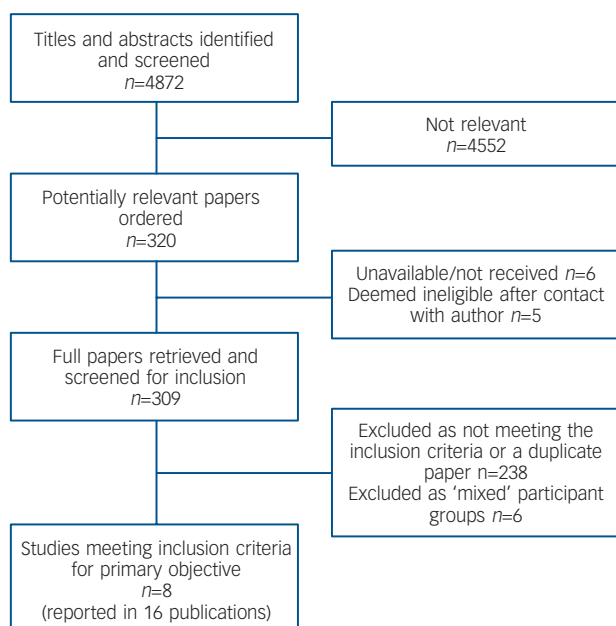 Titles and abstracts identified
and screened
n=4872
Not relevant
n=4552
Potentially relevant papers
ordered
n=320
Unavailable/not received n=6
Deemed ineligible after contact
with author n=5
Full papers retrieved and
screened for inclusion
n=309
Excluded as not meeting the
inclusion criteria or a duplicate
paper n=238
Excluded as ‘mixed’ participant
groups n=6
Studies meeting inclusion criteria
for primary objective
n=8
(reported in 16 publications)